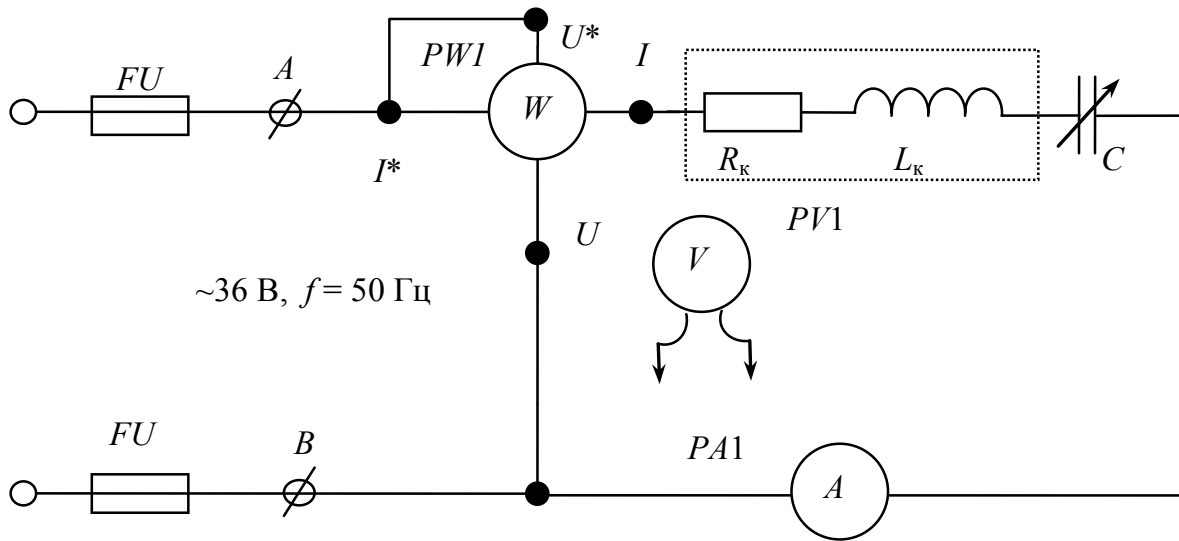 U*
PW1
I
FU
A
W
I*
Rк
Lк
C
PV1
U
V
~36 В, f = 50 Гц
FU
B
PA1
A